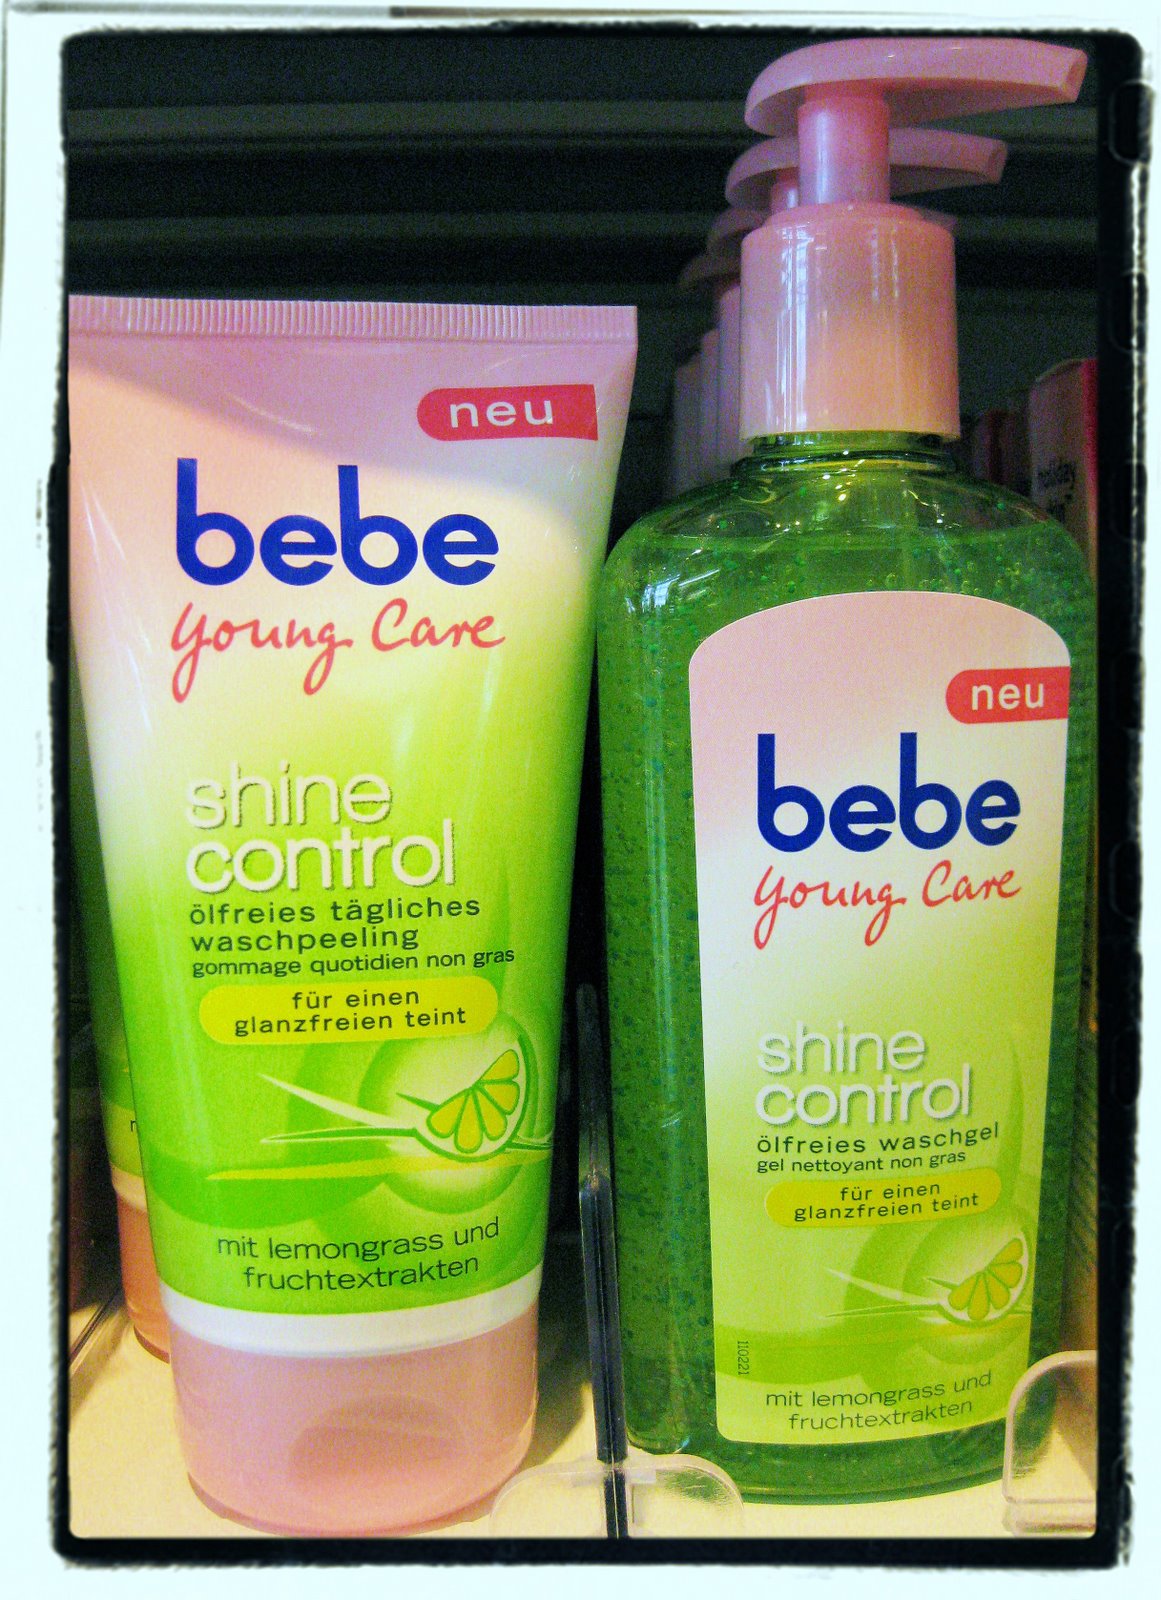 neu
bebe
young Care
shine
control
ölfreies tägliches
waschpeeling
gommage quotidien non gras
für einen
glanzfreien teint
mit lemongrass und
fruchtextrakten
neu
bebe
young Care
shine
control
ölfreies waschgel
gel nettoyant non gras
für einen
glanzfreien teint
110221
mit lemongrass und
fruchtextrakten
holiday